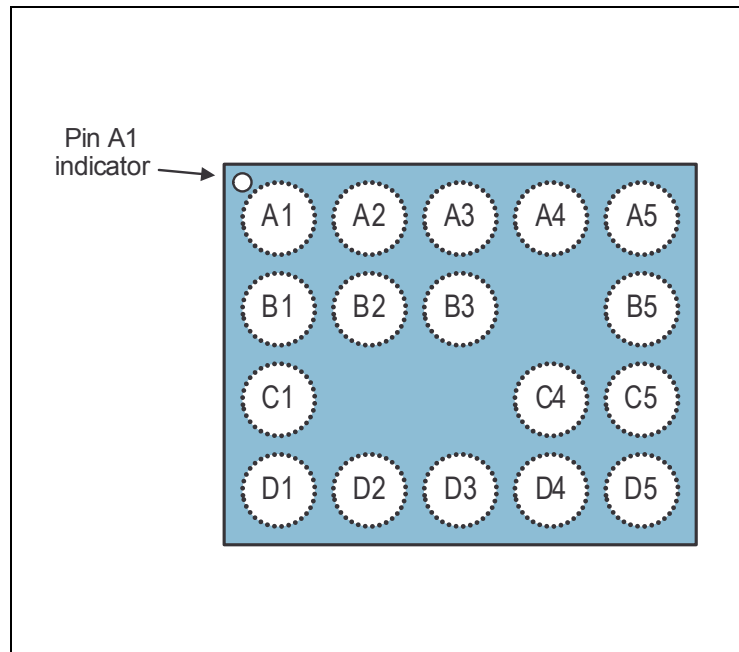 Pin A1
indicator
A1 A2 A3 A4 A5
B1 B2 B3 B5
C1 C4 C5
D1 D2 D3 D4 D5